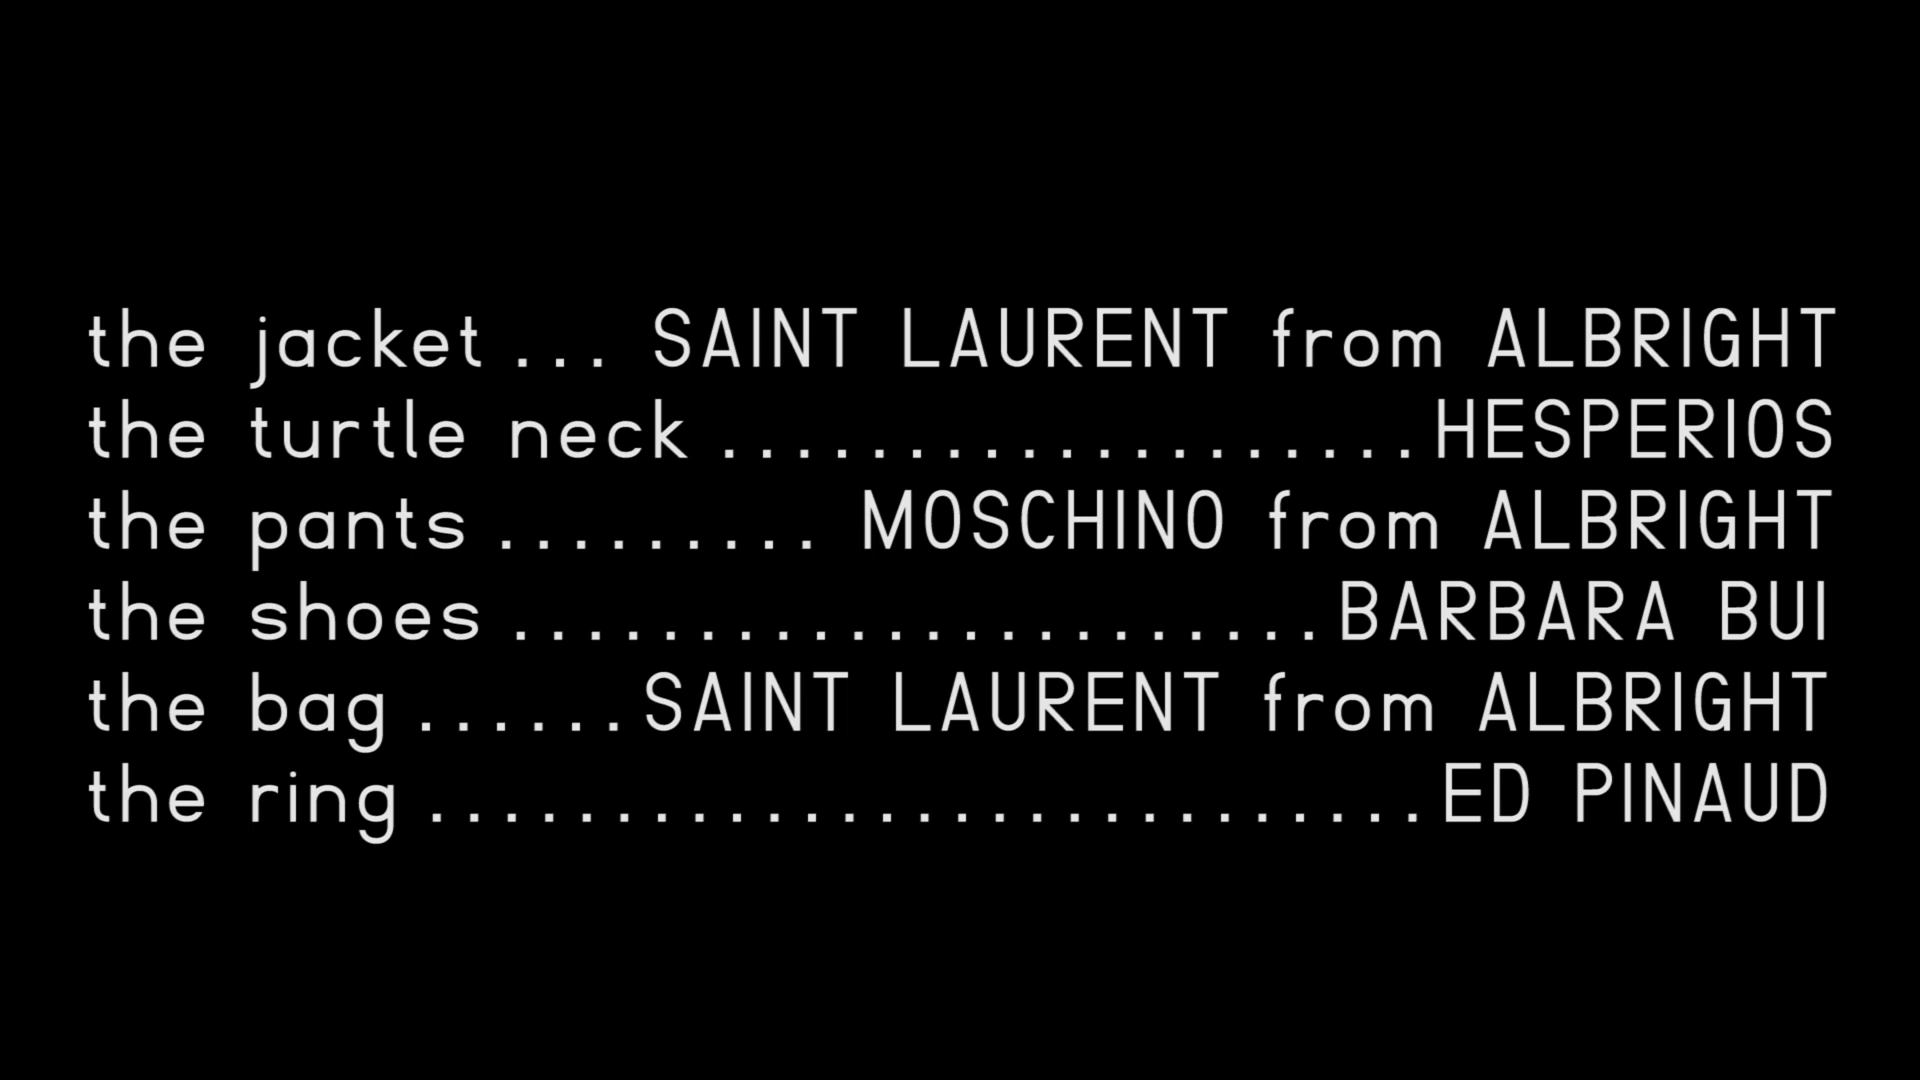 the jacket ... SAINT LAURENT from ALBRIGHT
the turtle neck ...................HESPERIOS
the pants ......... MOSCHINO from ALBRIGHT
the shoes ......................BARBARA BUI
the bag ......SAINT LAURENT from ALBRIGHT
the ring ...........................ED PINAUD